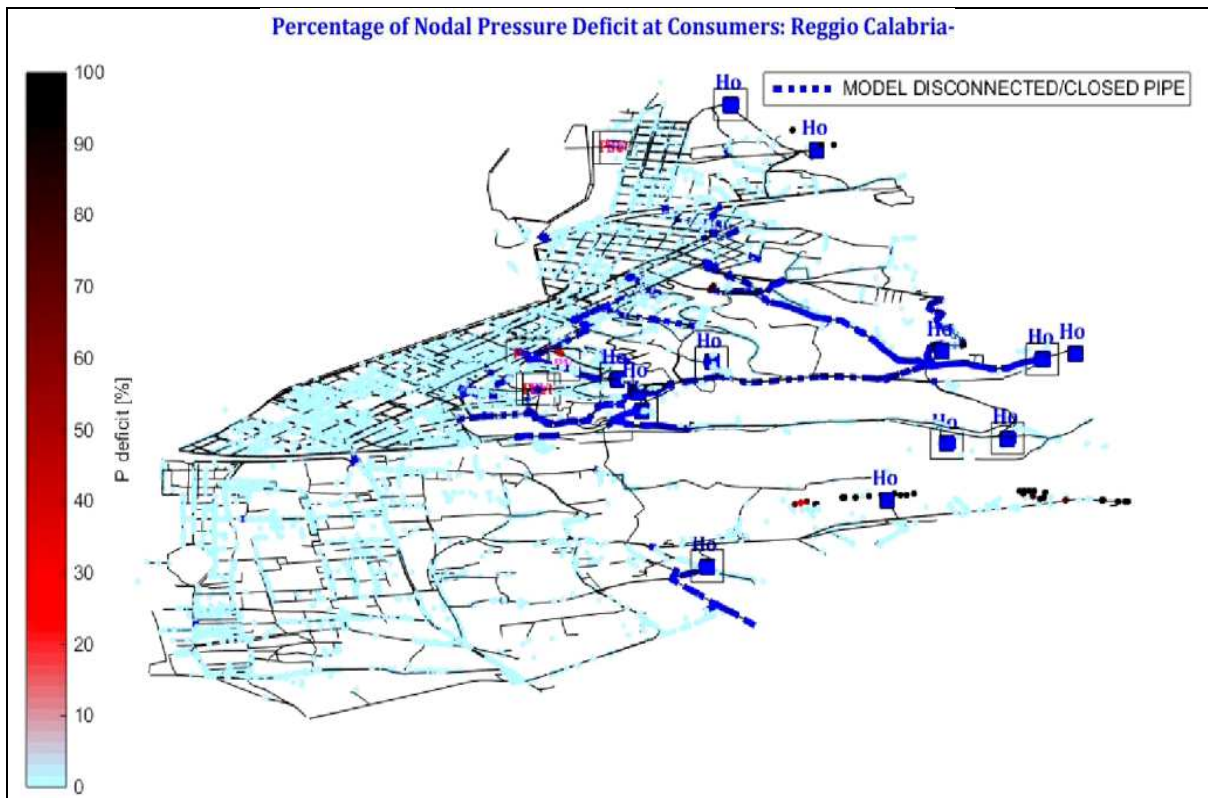 Percentage of Nodal Pressure Deficit at Consumers: Reggio Calabria-
MODEL DISCONNECTED/CLOSED PIPE
P deficit [%]
100
90
80
70
60
50
40
30
20
10
0
Ho
Ho
Ho
Ho
Ho
Ho
Ho
Ho
Ho
Ho
Ho
Ho